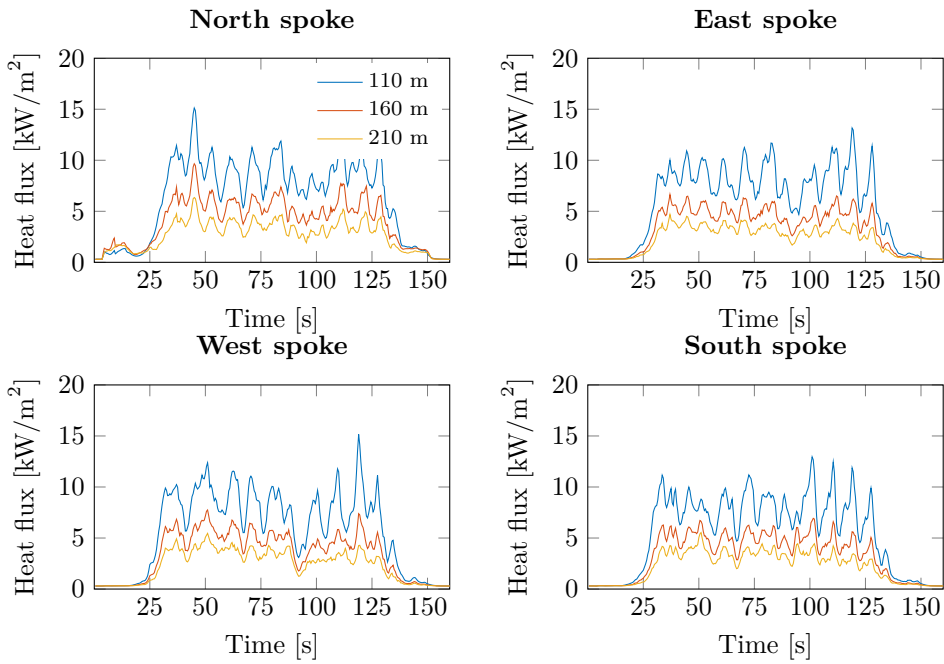 North spoke
Heat flux [kW/m²]
20
15
10
5
0
110 m
160 m
210 m
25 50 75 100 125 150
Time [s]
East spoke
Heat flux [kW/m²]
20
15
10
5
0
25 50 75 100 125 150
Time [s]
West spoke
Heat flux [kW/m²]
20
15
10
5
0
25 50 75 100 125 150
Time [s]
South spoke
Heat flux [kW/m²]
20
15
10
5
0
25 50 75 100 125 150
Time [s]